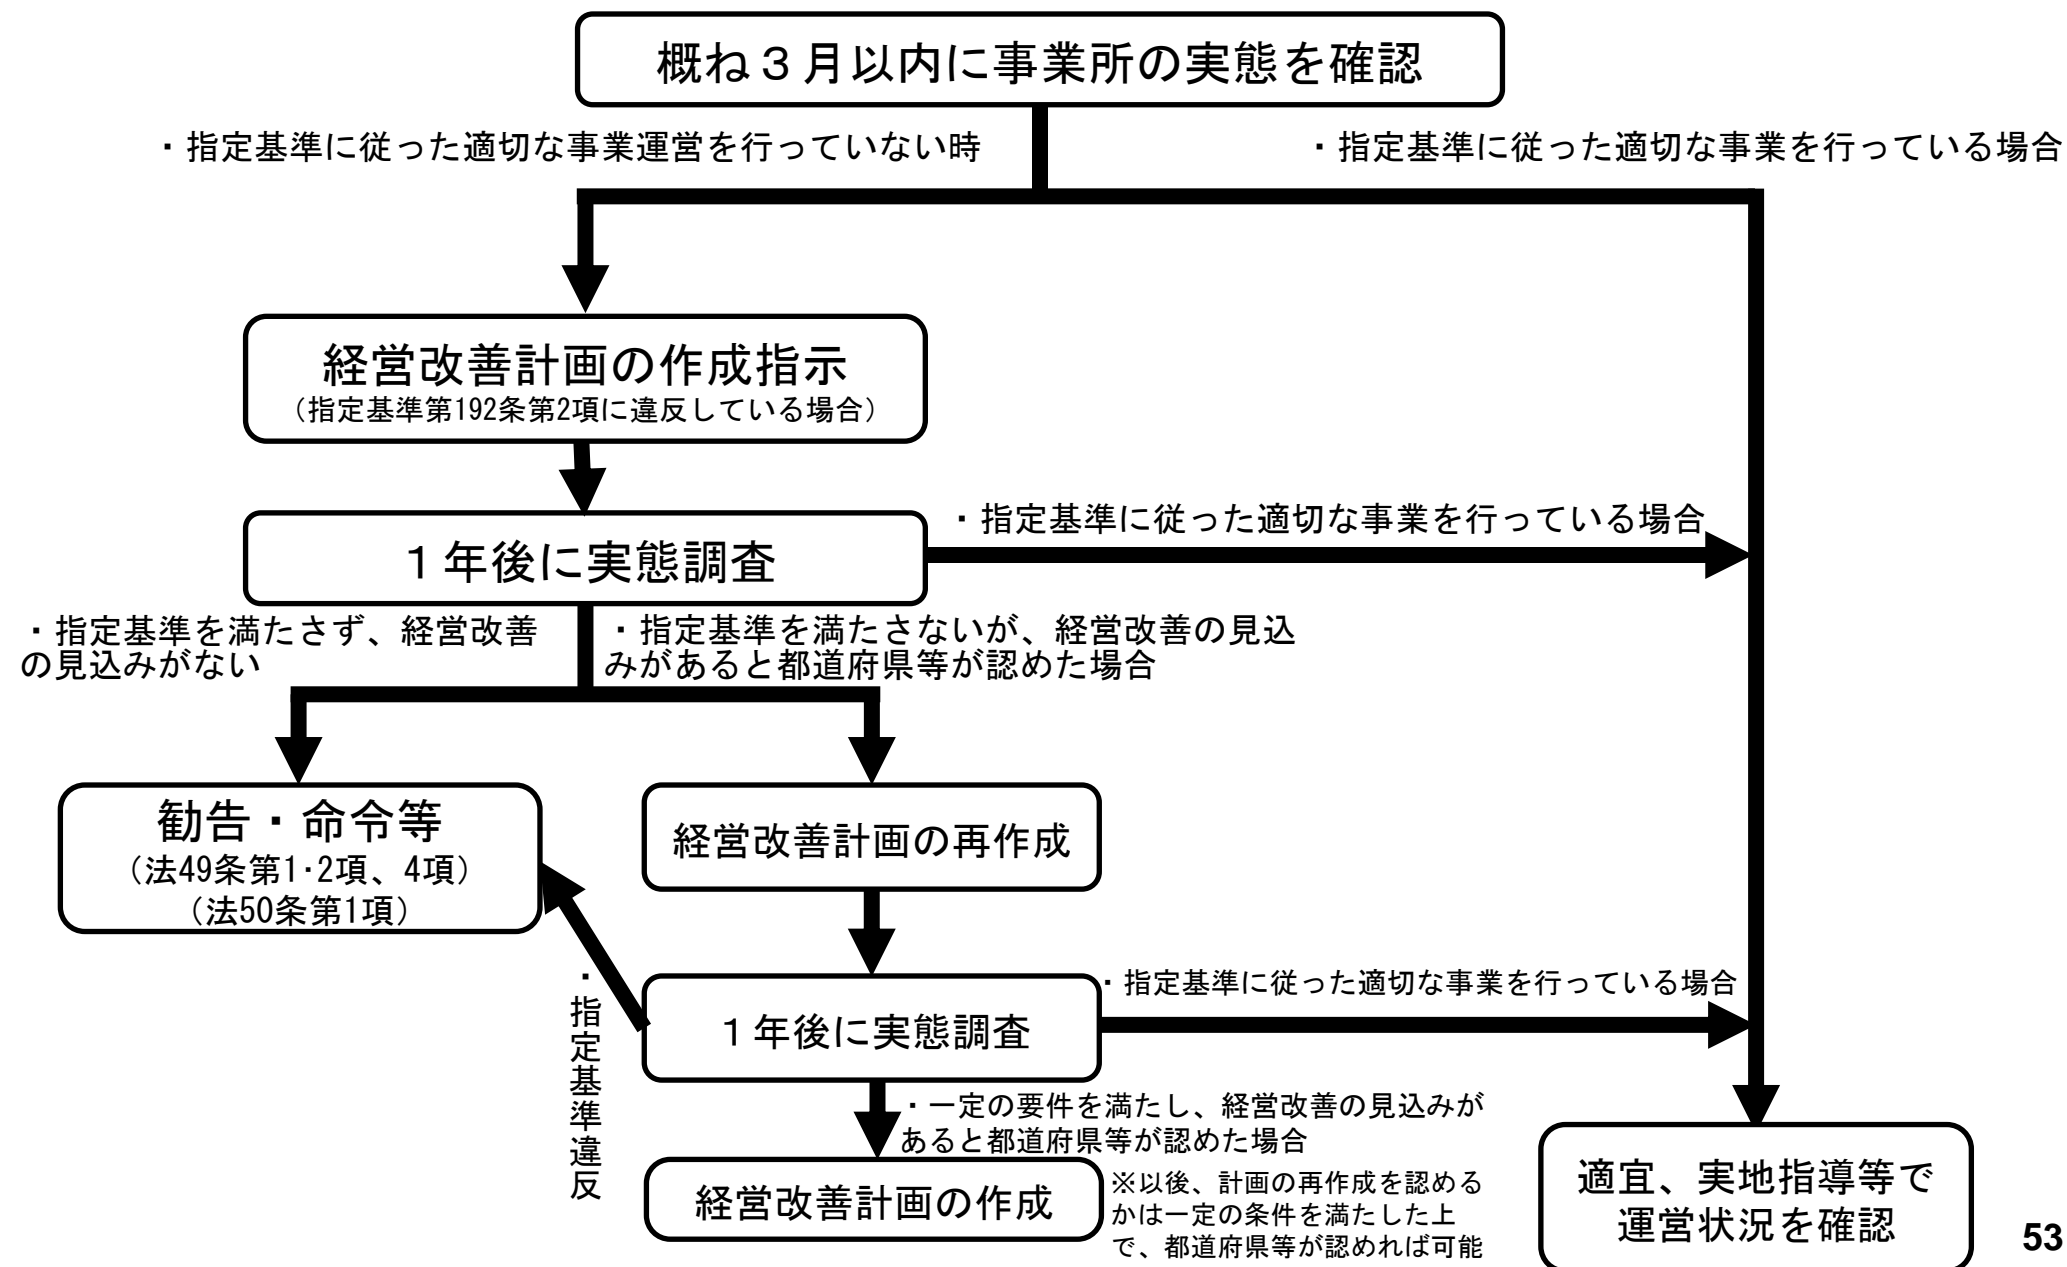 概ね３月以内に事業所の実態を確認
・指定基準に従った適切な事業運営を行っていない時
・指定基準に従った適切な事業を行っている場合
経営改善計画の作成指示
（指定基準第192条第2項に違反している場合）
１年後に実態調査
・指定基準に従った適切な事業を行っている場合
・指定基準を満たさず、経営改善
の見込みがない
・指定基準を満たさないが、経営改善の見込
みがあると都道府県等が認めた場合
勧告・命令等
（法49条第1･2項、4項）
（法50条第1項）
経営改善計画の再作成
・指定基準違反
１年後に実態調査
・指定基準に従った適切な事業を行っている場合
・一定の要件を満たし、経営改善の見込みが
あると都道府県等が認めた場合
経営改善計画の作成
※以後、計画の再作成を認める
かは一定の条件を満たした上
で、都道府県等が認めれば可能
適宜、実地指導等で
運営状況を確認
53